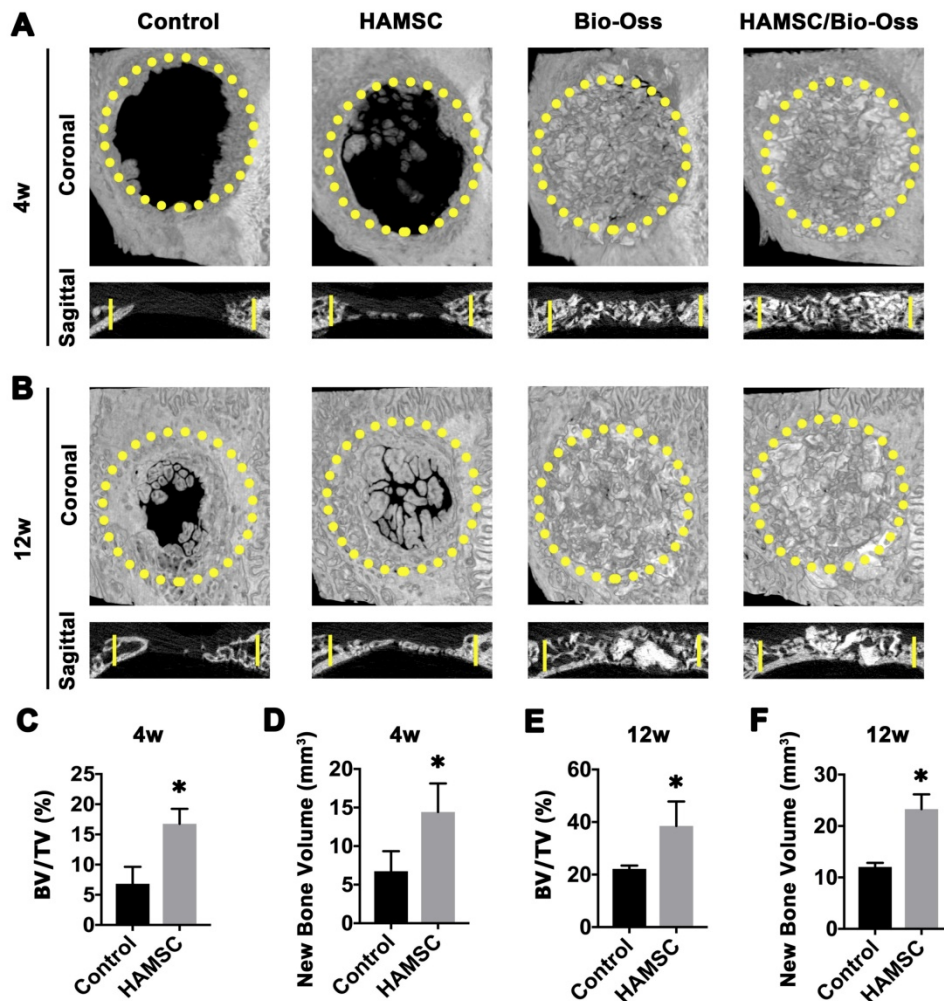 A Control HAMSC Bio-Oss HAMSC/Bio-Oss
4w
Coronal
Sagittal
B
12w
Coronal
Sagittal
C 4w
BV/TV (%)
25
20
15
10
5
0
Control HAMSC
*
D 4w
New Bone Volume (mm³)
20
15
10
5
0
Control HAMSC
*
E 12w
BV/TV (%)
60
40
20
0
Control HAMSC
*
F 12w
New Bone Volume (mm³)
30
20
10
0
Control HAMSC
*